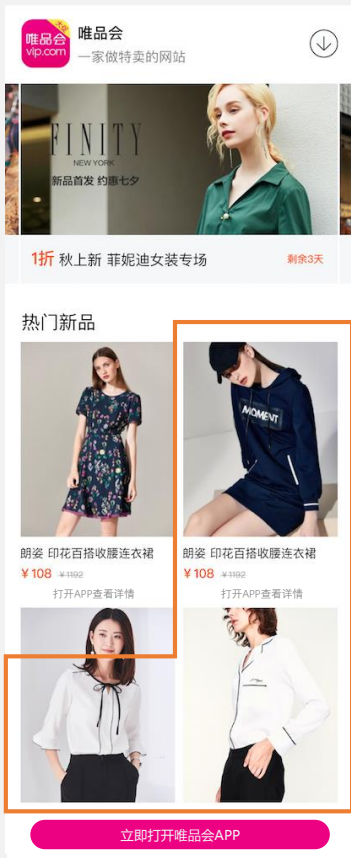 唯品会
vip.com
大促
唯品会
一家做特卖的网站
FINITY
NEW YORK
新品首发 约惠七夕
1折 秋上新 菲妮迪女装专场
剩余3天
热门新品
MOMENT
朗姿 印花百搭收腰连衣裙
朗姿 印花百搭收腰连衣裙
¥108 ¥1192
¥108 ¥1192
打开APP查看详情
打开APP查看详情
立即打开唯品会APP